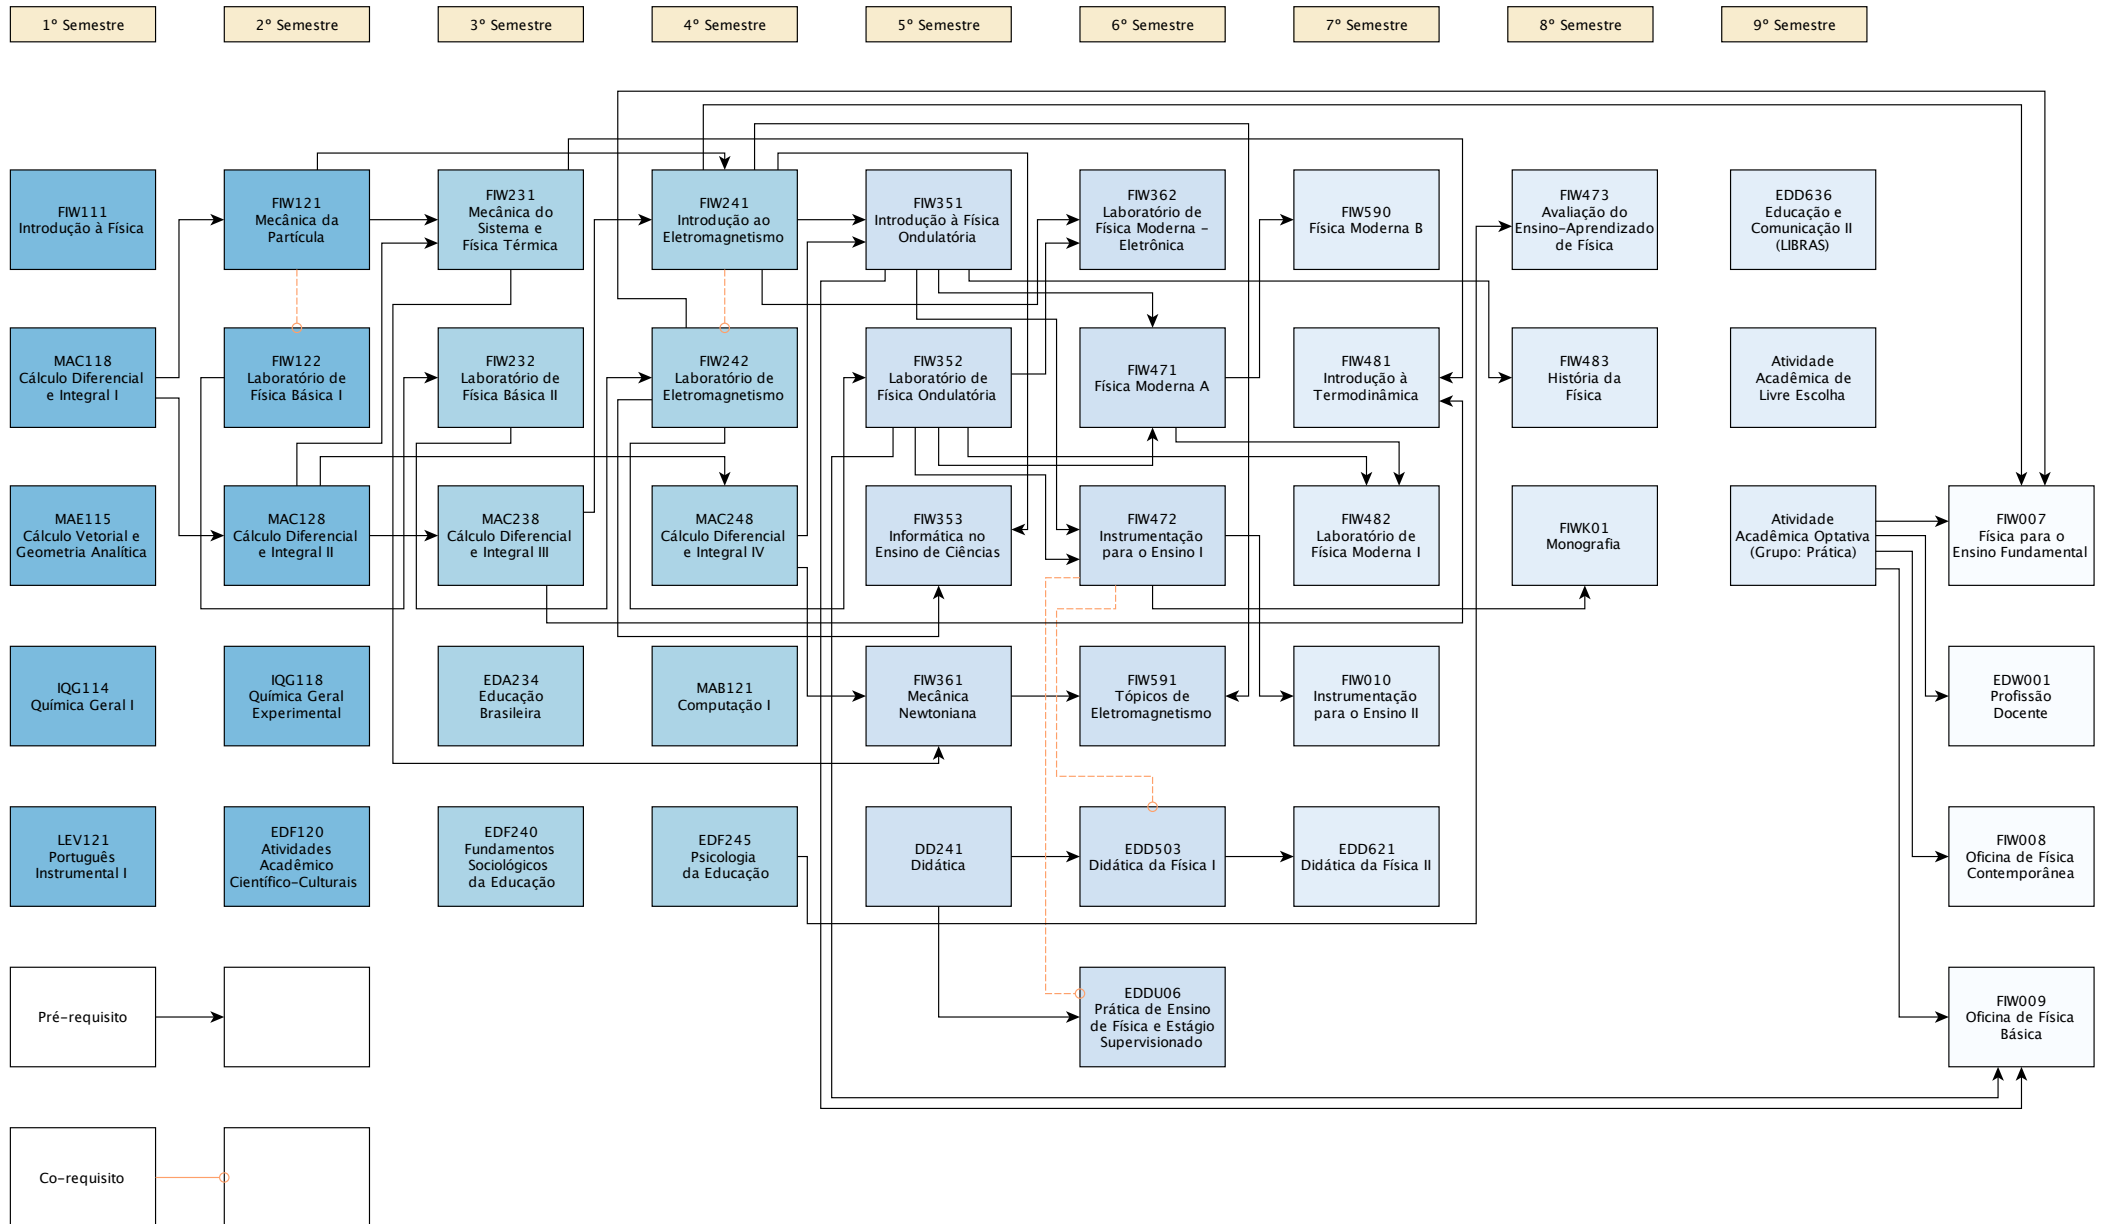 1º Semestre
2º Semestre
3º Semestre
4º Semestre
5º Semestre
6º Semestre
7º Semestre
8º Semestre
9º Semestre
FIW111
Introdução à Física
FIW121
Mecânica da
Partícula
FIW231
Mecânica do
Sistema e
Física Térmica
FIW241
Introdução ao
Eletromagnetismo
FIW351
Introdução à Física
Ondulatória
FIW362
Laboratório de
Física Moderna –
Eletrônica
FIW590
Física Moderna B
FIW473
Avaliação do
Ensino–Aprendizado
de Física
EDD636
Educação e
Comunicação II
(LIBRAS)
MAC118
Cálculo Diferencial
e Integral I
FIW122
Laboratório de
Física Básica I
FIW232
Laboratório de
Física Básica II
FIW242
Laboratório de
Eletromagnetismo
FIW352
Laboratório de
Física Ondulatória
FIW471
Física Moderna A
FIW481
Introdução à
Termodinâmica
FIW483
História da
Física
Atividade
Acadêmica de
Livre Escolha
MAE115
Cálculo Vetorial e
Geometria Analítica
MAC128
Cálculo Diferencial
e Integral II
MAC238
Cálculo Diferencial
e Integral III
MAC248
Cálculo Diferencial
e Integral IV
FIW353
Informática no
Ensino de Ciências
FIW472
Instrumentação
para o Ensino I
FIW482
Laboratório de
Física Moderna I
FIWK01
Monografia
Atividade
Acadêmica Optativa
(Grupo: Prática)
FIW007
Física para o
Ensino Fundamental
IQG114
Química Geral I
IQG118
Química Geral
Experimental
EDA234
Educação
Brasileira
MAB121
Computação I
FIW361
Mecânica
Newtoniana
FIW591
Tópicos de
Eletromagnetismo
FIW010
Instrumentação
para o Ensino II
EDW001
Profissão
Docente
LEV121
Português
Instrumental I
EDF120
Atividades
Acadêmico
Científico–Culturais
EDF240
Fundamentos
Sociológicos
da Educação
EDF245
Psicologia
da Educação
DD241
Didática
EDD503
Didática da Física I
EDD621
Didática da Física II
FIW008
Oficina de Física
Contemporânea
Pré–requisito
EDDU06
Prática de Ensino
de Física e Estágio
Supervisionado
FIW009
Oficina de Física
Básica
Co–requisito